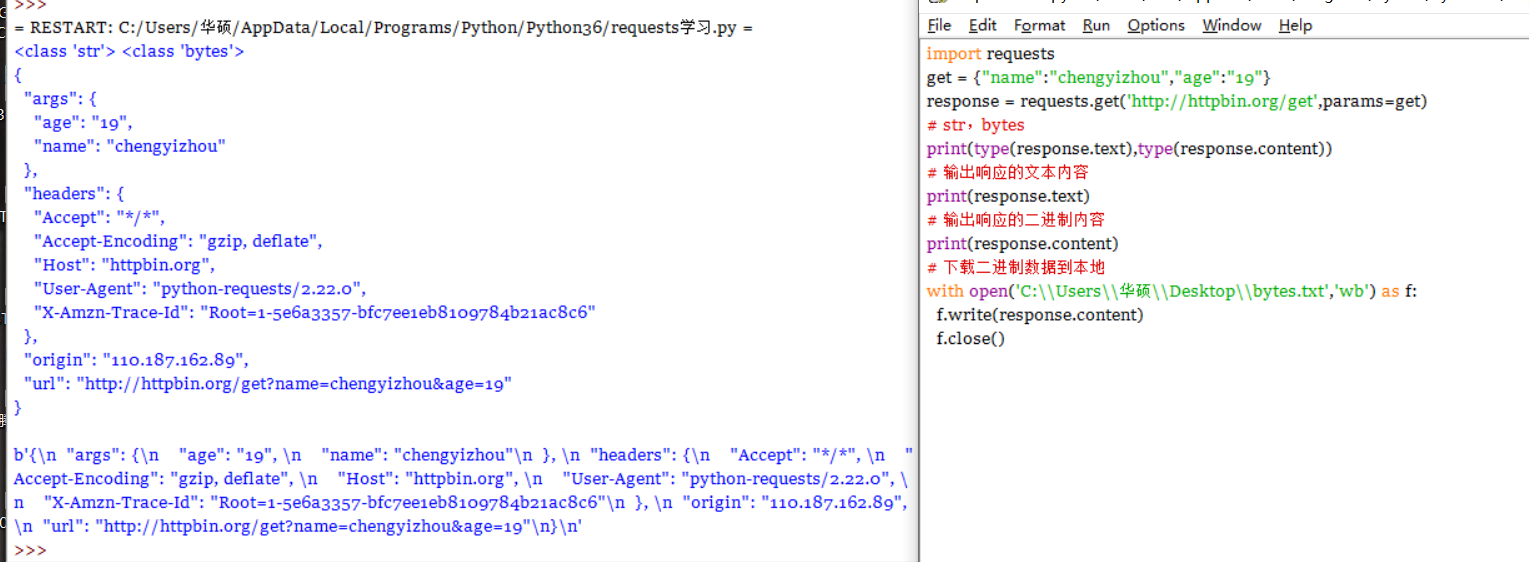 >>>
= RESTART: C:/Users/华硕/AppData/Local/Programs/Python/Python36/requests学习.py =
<class 'str'> <class 'bytes'>
{
  "args": {
    "age": "19",
    "name": "chengyizhou"
  },
  "headers": {
    "Accept": "*/*",
    "Accept-Encoding": "gzip, deflate",
    "Host": "httpbin.org",
    "User-Agent": "python-requests/2.22.0",
    "X-Amzn-Trace-Id": "Root=1-5e6a3357-bfc7ee1eb8109784b21ac8c6"
  },
  "origin": "110.187.162.89",
  "url": "http://httpbin.org/get?name=chengyizhou&age=19"
}
b'{\n  "args": {\n    "age": "19", \n    "name": "chengyizhou"\n  }, \n  "headers": {\n    "Accept": "*/*", \n    "
Accept-Encoding": "gzip, deflate", \n    "Host": "httpbin.org", \n    "User-Agent": "python-requests/2.22.0", \
n    "X-Amzn-Trace-Id": "Root=1-5e6a3357-bfc7ee1eb8109784b21ac8c6"\n  }, \n  "origin": "110.187.162.89",
\n  "url": "http://httpbin.org/get?name=chengyizhou&age=19"\n}\n'
>>>
File Edit Format Run Options Window Help
import requests
get = {"name":"chengyizhou","age":"19"}
response = requests.get('http://httpbin.org/get',params=get)
# str，bytes
print(type(response.text),type(response.content))
# 输出响应的文本内容
print(response.text)
# 输出响应的二进制内容
print(response.content)
# 下载二进制数据到本地
with open('C:\\Users\\华硕\\Desktop\\bytes.txt','wb') as f:
  f.write(response.content)
  f.close()